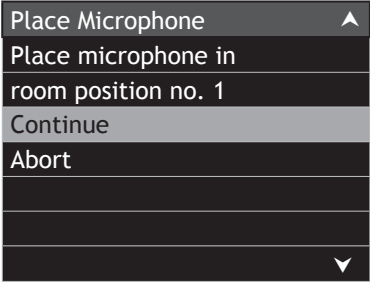 Place Microphone
Place microphone in
room position no. 1
Continue
Abort